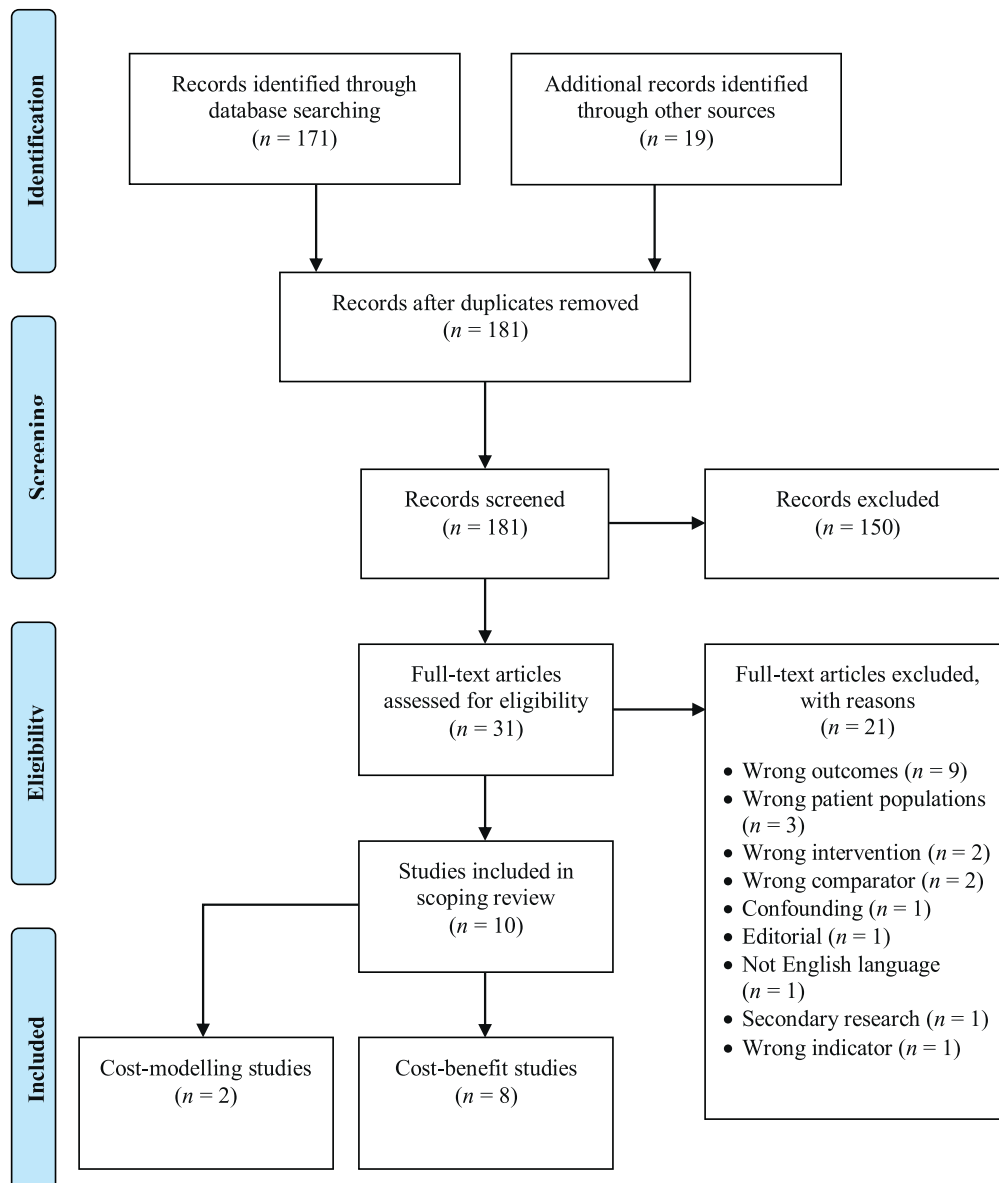 Identification
Records identified through
database searching
(n = 171)
Additional records identified
through other sources
(n = 19)
Records after duplicates removed
(n = 181)
Screening
Records screened
(n = 181)
Records excluded
(n = 150)
Eligibility
Full-text articles
assessed for eligibility
(n = 31)
Full-text articles excluded,
with reasons
(n = 21)
• Wrong outcomes (n = 9)
• Wrong patient populations
(n = 3)
• Wrong intervention (n = 2)
• Wrong comparator (n = 2)
• Confounding (n = 1)
• Editorial (n = 1)
• Not English language
(n = 1)
• Secondary research (n = 1)
• Wrong indicator (n = 1)
Studies included in
scoping review
(n = 10)
Included
Cost-modelling studies
(n = 2)
Cost-benefit studies
(n = 8)